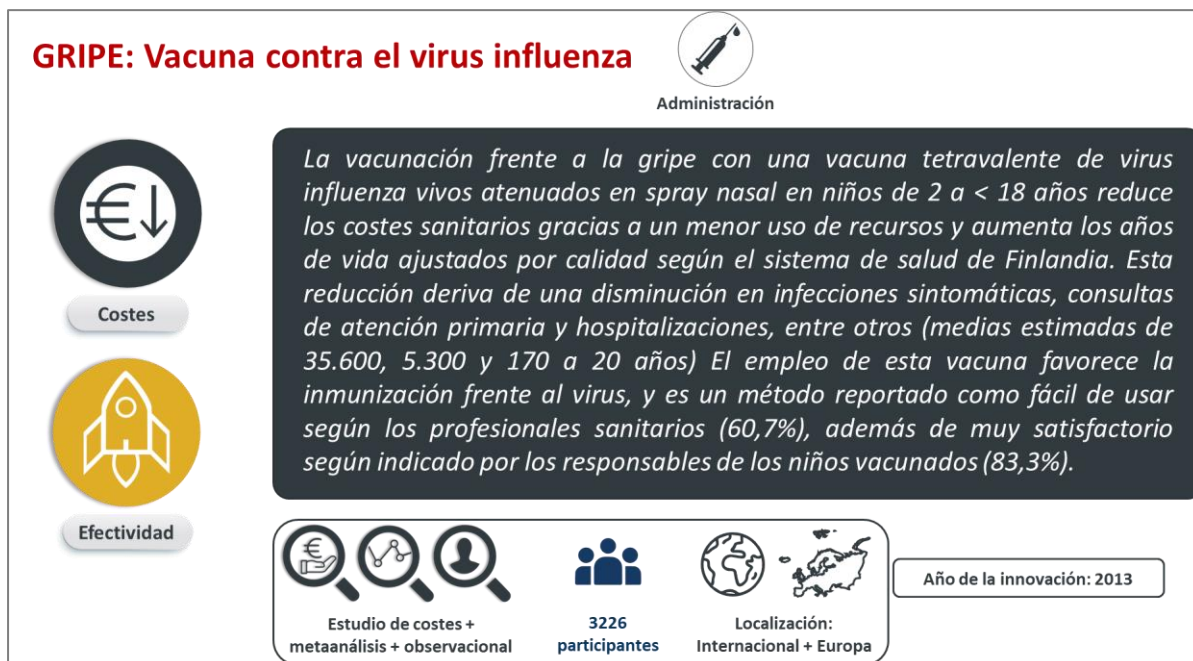 GRIPE: Vacuna contra el virus influenza
Administración
€
Costes
Efectividad
La vacunación frente a la gripe con una vacuna tetravalente de virus
influenza vivos atenuados en spray nasal en niños de 2 a < 18 años reduce
los costes sanitarios gracias a un menor uso de recursos y aumenta los años
de vida ajustados por calidad según el sistema de salud de Finlandia. Esta
reducción deriva de una disminución en infecciones sintomáticas, consultas
de atención primaria y hospitalizaciones, entre otros (medias estimadas de
35.600, 5.300 y 170 a 20 años) El empleo de esta vacuna favorece la
inmunización frente al virus, y es un método reportado como fácil de usar
según los profesionales sanitarios (60,7%), además de muy satisfactorio
según indicado por los responsables de los niños vacunados (83,3%).
€
Estudio de costes +
metaanálisis + observacional
3226
participantes
Localización:
Internacional + Europa
Año de la innovación: 2013